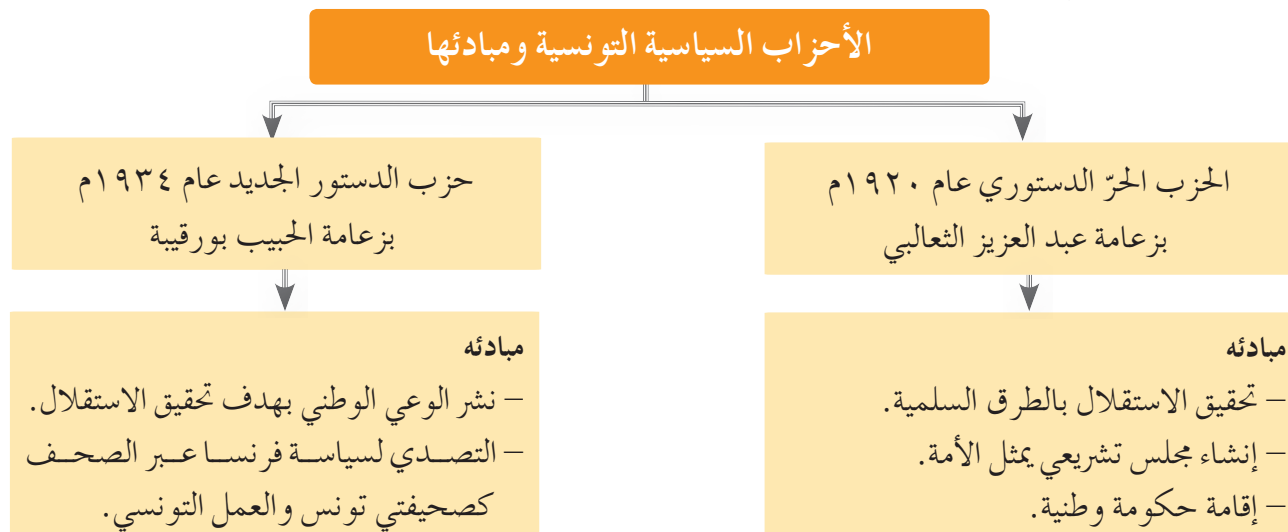 الأحزاب السياسية التونسية ومبادئها
الحزب الحرّ الدستوري عام ١٩٢٠م
بزعامة عبد العزيز الثعالبي
مبادئه
– تحقيق الاستقلال بالطرق السلمية.
– إنشاء مجلس تشريعي يمثل الأمة.
– إقامة حكومة وطنية.
حزب الدستور الجديد عام ١٩٣٤م
بزعامة الحبيب بورقيبة
مبادئه
– نشر الوعي الوطني بهدف تحقيق الاستقلال.
– التصدي لسياسة فرنسا عبر الصحف
كصحيفتي تونس والعمل التونسي.